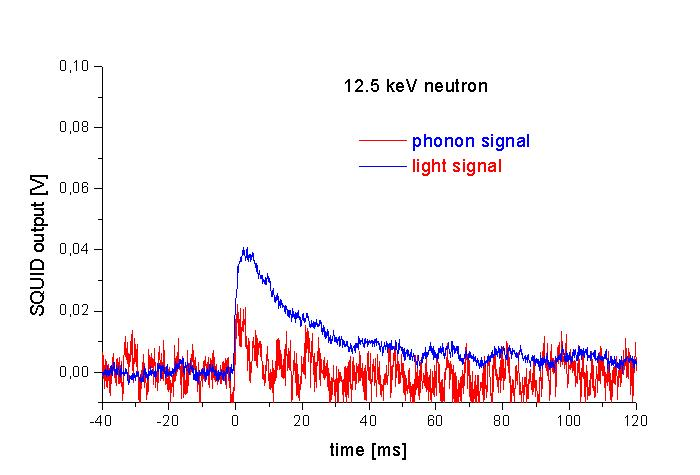 0,10
12.5 keV neutron
0,08
phonon signal
light signal
0,06
SQUID output [V]
0,04
0,02
0,00
-40 -20 0 20 40 60 80 100 120
time [ms]